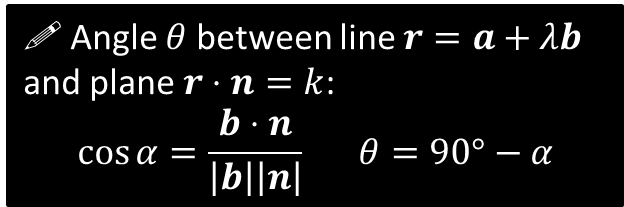 Angle θ between line r = a + λb
and plane r · n = k:
cos α = b · n / |b||n|    θ = 90° − α